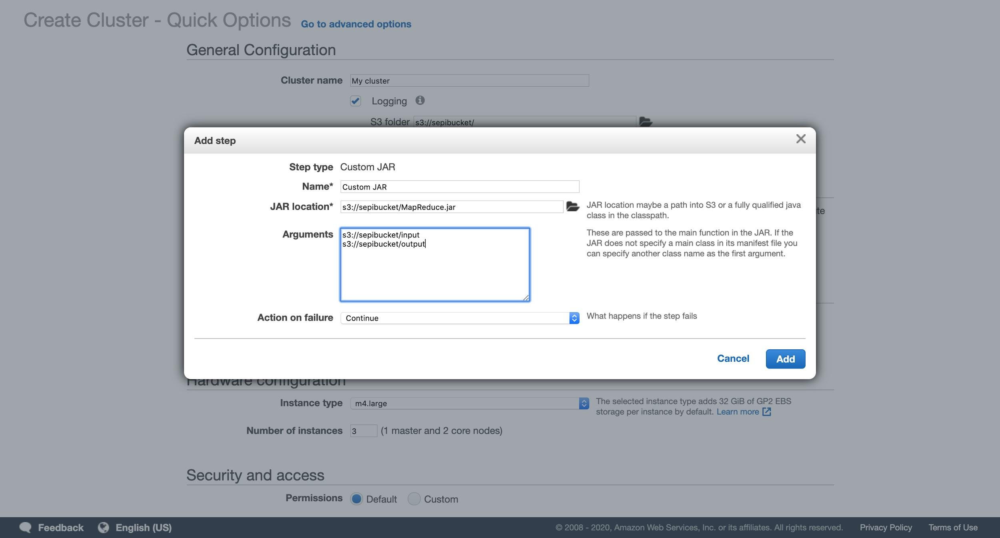 Create Cluster - Quick Options Go to advanced options
General Configuration
Cluster name My cluster
Logging
S3 folder s3://sepibucket/
Add step
Step type Custom JAR
Name* Custom JAR
JAR location* s3://sepibucket/MapReduce.jar
JAR location maybe a path into S3 or a fully qualified java
class in the classpath.
te
Arguments s3://sepibucket/input
s3://sepibucket/output
These are passed to the main function in the JAR. If the
JAR does not specify a main class in its manifest file you
can specify another class name as the first argument.
Action on failure Continue What happens if the step fails
Cancel Add
Hardware configuration
Instance type m4.large
The selected instance type adds 32 GiB of GP2 EBS
storage per instance by default. Learn more
Number of instances 3 (1 master and 2 core nodes)
Security and access
Permissions Default Custom
Feedback English (US) © 2008 - 2020, Amazon Web Services, Inc. or its affiliates. All rights reserved. Privacy Policy Terms of Use